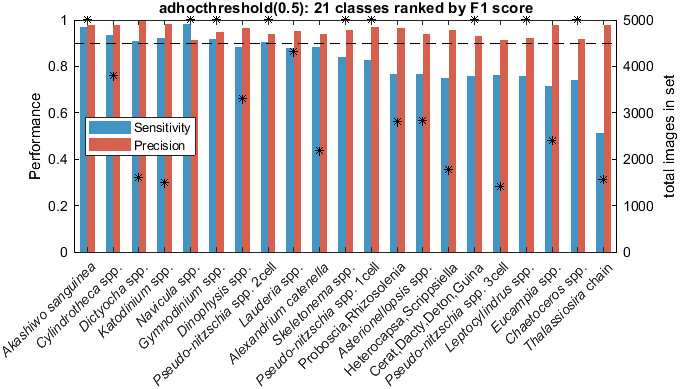 adhocthreshold(0.5): 21 classes ranked by F1 score
Performance
1
0.8
0.6
0.4
0.2
0
Sensitivity
Precision
5000
4000
3000
2000
1000
0
total images in set
Akashiwo sanguinea
Cylindrotheca spp.
Dictyocha spp.
Katodinium spp.
Navicula spp.
Gymnodinium spp.
Dinophysis spp.
Pseudo-nitzschia spp. 2cell
Lauderia spp.
Alexandrium catenella
Skeletonema spp.
Pseudo-nitzschia spp. 1cell
Proboscia,Rhizosolenia
Asterionellopsis spp.
Heterocapsa,Scrippsiella
Cerat,Dacty,Deton,Guina
Pseudo-nitzschia spp. 3cell
Leptocylindrus spp.
Eucampia spp.
Chaetoceros spp.
Thalassiosira chain